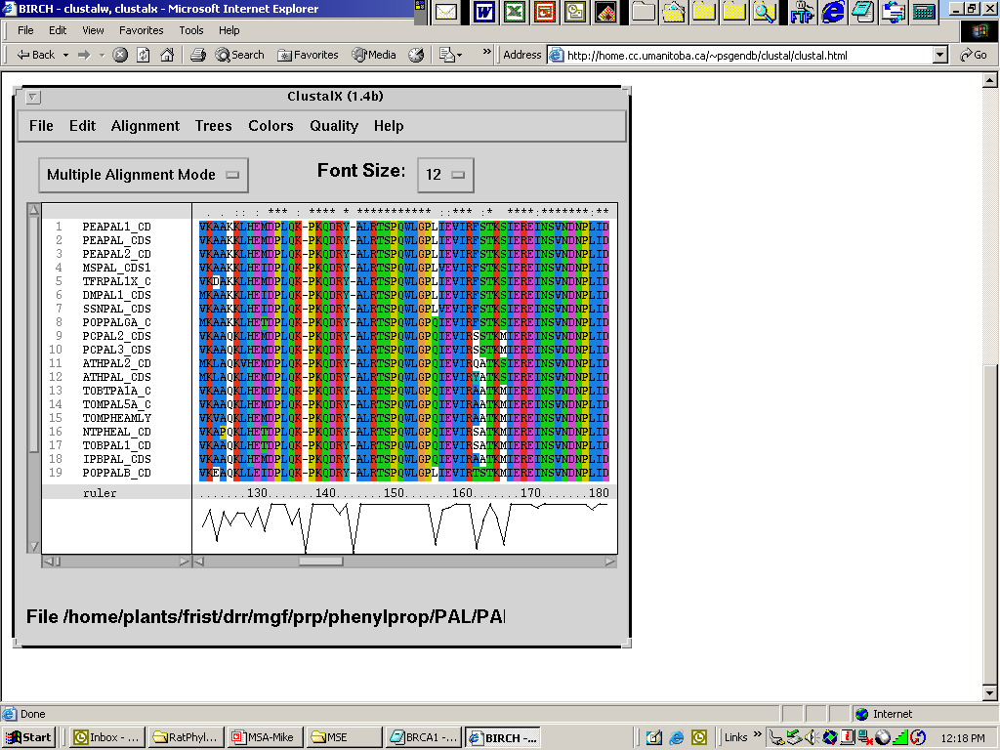 BIRCH - clustalw, clustalx - Microsoft Internet Explorer
File Edit View Favorites Tools Help
Back Search Favorites Media » Address http://home.cc.umanitoba.ca/~psgendb/clustal/clustal.html Go
ClustalX (1.4b)
File Edit Alignment Trees Colors Quality Help
Multiple Alignment Mode Font Size: 12
1 PEAPAL1_CD VKAAKKLHEMDPLQK-PKQDRY-ALRTSPQWLGPLIEVIRFSTKSIEREINSVNDNPLID
2 PEAPAL_CDS VKAAKKLHEMDPLQK-PKQDRY-ALRTSPQWLGPLIEVIRFSTKSIEREINSVNDNPLID
3 PEAPAL2_CD VKAAKKLHEMDPLQK-PKQDRY-ALRTSPQWLGPLIEVIRFSTKSIEREINSVNDNPLID
4 MSPAL_CDS1 VKAAKKLHEIDPLQK-PKQDRY-ALRTSPQWLGPLVEVIRFSTKSIEREINSVNDNPLID
5 TFRPAL1X_C VKDAKKLHEIDPLQK-PKQDRY-ALRTSPQWLGPLIEVIRFSTKSIEREINSVNDNPLID
6 DMPAL1_CDS MKAAKKLHEIDPLQK-PKQDRY-ALRTSPQWLGPLIEVIRFSTKSIEREINSVNDNPLID
7 SSNPAL_CDS VKAAKKLHEIDPLQK-PKQDRY-ALRTSPQWLGPLVEVIRFSTKSIEREINSVNDNPLID
8 POPPALGA_C MKAAKKLHETDPLQK-PKQDRY-ALRTSPQWLGPQIEVIRFSTKSIEREINSVNDNPLID
9 PCPAL2_CDS VKAAQKLHEMDPLQK-PKQDRY-ALRTSPQWLGPQIEVIRSSTKMIEREINSVNDNPLID
10 PCPAL3_CDS VKAAQKLHEMDPLQK-PKQDRY-ALRTSPQWLGPQIEVIRSSTKMIEREINSVNDNPLID
11 ATHPAL2_CD MKLAQKVHEMDPLQK-PKQDRY-ALRTSPQWLGPQIEVIRQATKSIEREINSVNDNPLID
12 ATHPAL_CDS VKLAQKLHEMDPLQK-PKQDRY-ALRTSPQWLGPQIEVIRYATKSIEREINSVNDNPLID
13 TOBTPA1A_C VKAAQKLHEMDPLQK-PKQDRY-ALRTSPQWLGPQIEVIRAATKMIEREINSVNDNPLID
14 TOMPAL5A_C VKAAQKLHEMDPLQK-PKQDRY-ALRTSPQWLGPQIEVIRAATKMIEREINSVNDNPLID
15 TOMPHEAMLY VKVAQKLHEMDPLQK-PKQDRY-ALRTSPQWLGPQIEVIRAATKMIEREINSVNDNPLID
16 NTPHEAL_CD VKAPQKLHETDPLQK-PKQDRY-ALRTSPQWLGPQIEVIRSATKMIEREINSVNDNPLID
17 TOBPAL1_CD VKAAQKLHETDPLQK-PKQDRY-ALRTSPQWLGPQIEVIRSATKMIEREINSVNDNPLID
18 IPBPAL_CDS VKAAQKLHEMDPLQK-PKQDRY-ALRTSPQWLGPQIEVIRAATKMIEREINSVNDNPLID
19 POPPALB_CD VKEAQKLLEIDPLQK-PKQDRY-ALRTSPQWLGPLIEVIRTSTKMIEREINSVNDNPLID
ruler ........130.......140.......150.......160.......170.......180
File /home/plants/frist/drr/mgf/prp/phenylprop/PAL/PAI
Done Internet
Start Inbox - ... RatPhyl... MSA-Mike MSE BRCA1 -... BIRCH -... Links » 12:18 PM